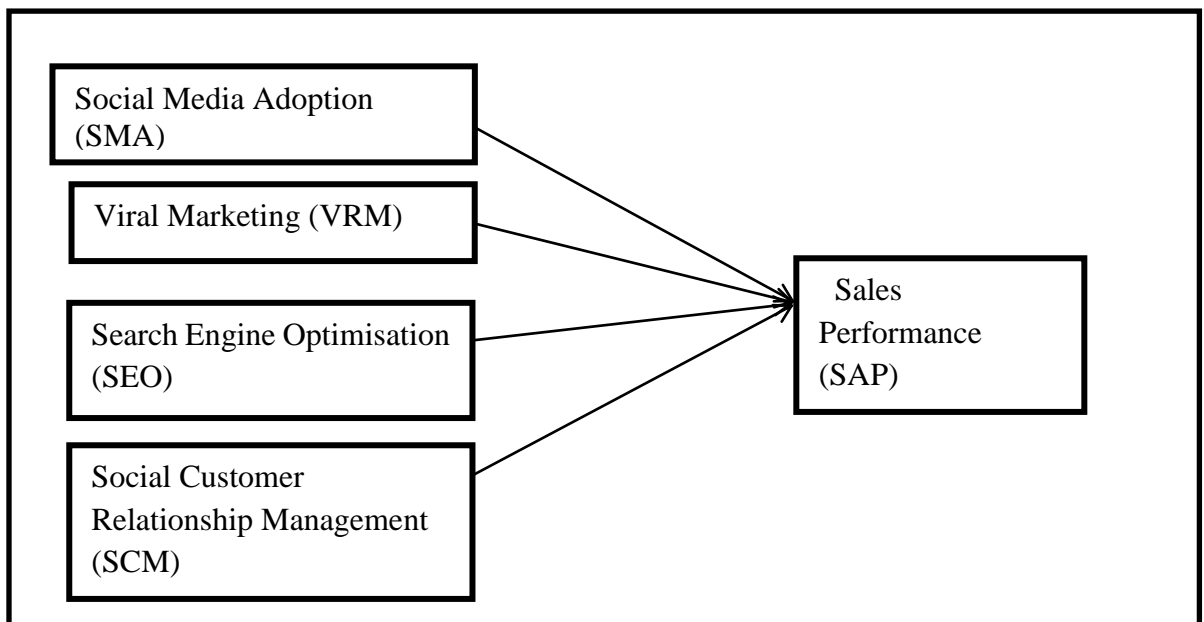 Social Media Adoption
(SMA)
Viral Marketing (VRM)
Search Engine Optimisation
(SEO)
Social Customer
Relationship Management
(SCM)
Sales
Performance
(SAP)